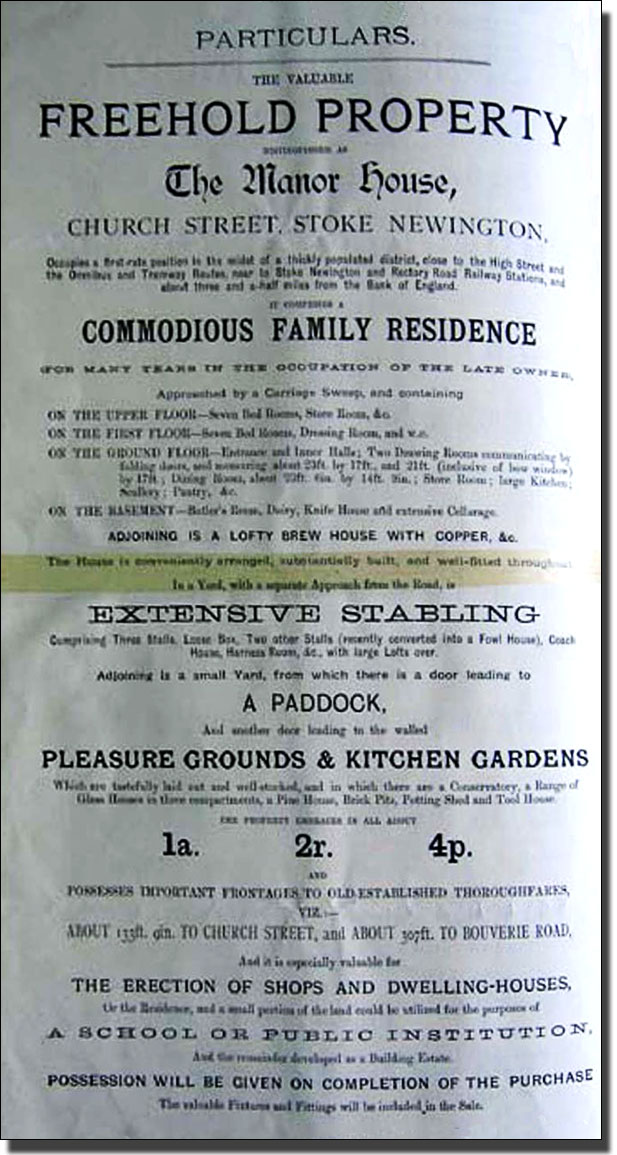 PARTICULARS.
THE VALUABLE
FREEHOLD PROPERTY
DISTINGUISHED AS
The Manor House,
CHURCH STREET, STOKE NEWINGTON,
Occupies a first-rate position in the midst of a thickly populated district, close to the High Street and
the Omnibus and Tramway Routes, near to Stoke Newington and Rectory Road Railway Stations, and
about three and a-half miles from the Bank of England.
IT COMPRISES A
COMMODIOUS FAMILY RESIDENCE
(FOR MANY YEARS IN THE OCCUPATION OF THE LATE OWNER,
Approached by a Carriage Sweep, and containing
ON THE UPPER FLOOR—Seven Bed Rooms, Store Room, &c.
ON THE FIRST FLOOR—Seven Bed Rooms, Dressing Room, and w.c.
ON THE GROUND FLOOR—Entrance and Inner Halls; Two Drawing Rooms communicating by
folding doors, and measuring about 23ft. by 17ft., and 21ft. (inclusive of bow window)
by 17ft.; Dining Room, about 23ft. 6in. by 14ft. 9in.; Store Room; large Kitchen;
Scullery; Pantry, &c.
ON THE BASEMENT—Butler's Room, Dairy, Knife House and extensive Cellarage.
ADJOINING IS A LOFTY BREW HOUSE WITH COPPER, &c.
The House is conveniently arranged, substantially built, and well-fitted throughout
In a Yard, with a separate Approach from the Road, is
EXTENSIVE STABLING
Comprising Three Stalls, Loose Box, Two other Stalls (recently converted into a Fowl House), Coach
House, Harness Room, &c., with large Lofts over.
Adjoining is a small Yard, from which there is a door leading to
A PADDOCK,
And another door leading to the walled
PLEASURE GROUNDS & KITCHEN GARDENS
Which are tastefully laid out and well-stocked, and in which there are a Conservatory, a Range of
Glass Houses in three compartments, a Pine House, Brick Pits, Potting Shed and Tool House.
THE PROPERTY EMBRACES IN ALL ABOUT
1a. 2r. 4p.
AND
POSSESSES IMPORTANT FRONTAGES TO OLD-ESTABLISHED THOROUGHFARES,
VIZ.:—
ABOUT 133ft. 9in. TO CHURCH STREET, and ABOUT 307ft. TO BOUVERIE ROAD,
And it is especially valuable for
THE ERECTION OF SHOPS AND DWELLING-HOUSES,
Or the Residence, and a small portion of the land could be utilized for the purposes of
A SCHOOL OR PUBLIC INSTITUTION,
And the remainder developed as a Building Estate.
POSSESSION WILL BE GIVEN ON COMPLETION OF THE PURCHASE
The valuable Fixtures and Fittings will be included in the Sale.